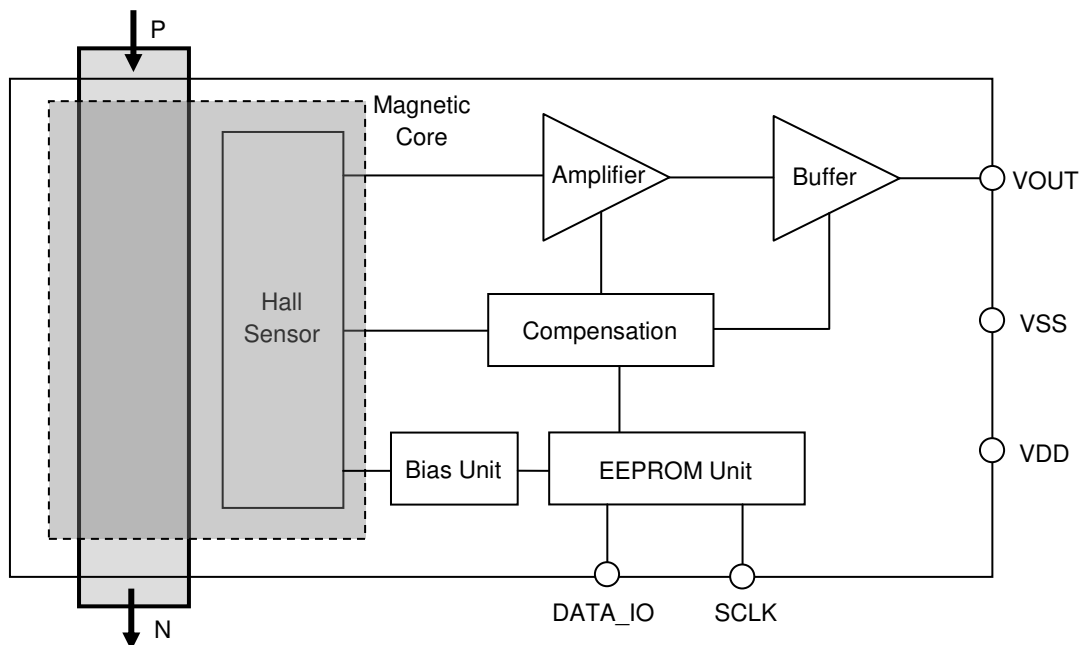 P
Magnetic
Core
Amplifier
Buffer
VOUT
Hall
Sensor
Compensation
VSS
Bias Unit
EEPROM Unit
VDD
DATA_IO
SCLK
N